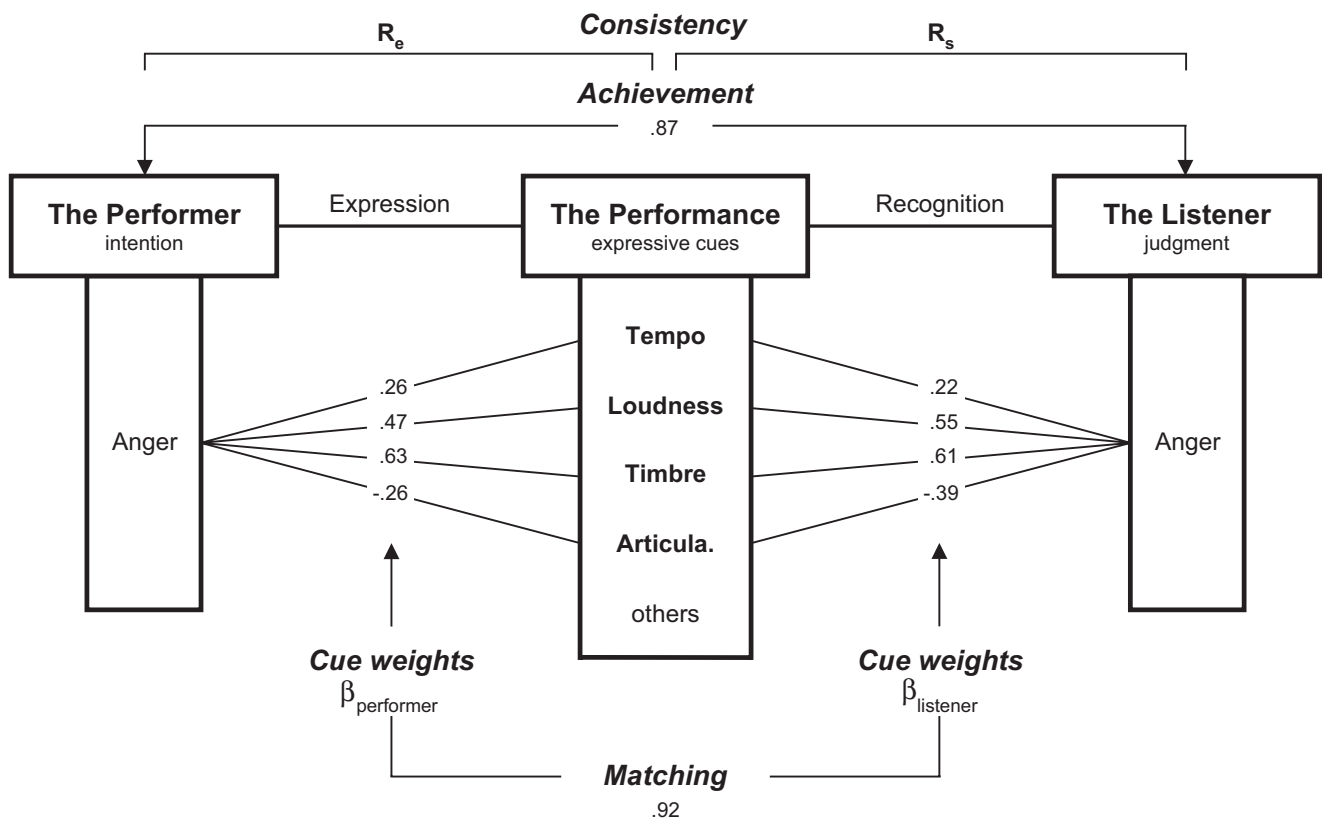 Consistency
Re Rs
Achievement
.87
The Performer Expression The Performance Recognition The Listener
intention expressive cues judgment
Tempo
.26 .22
Loudness
.47 .55
Anger Anger
.63 .61
Timbre
-.26 -.39
Articula.
others
Cue weights Cue weights
βperformer βlistener
Matching
.92